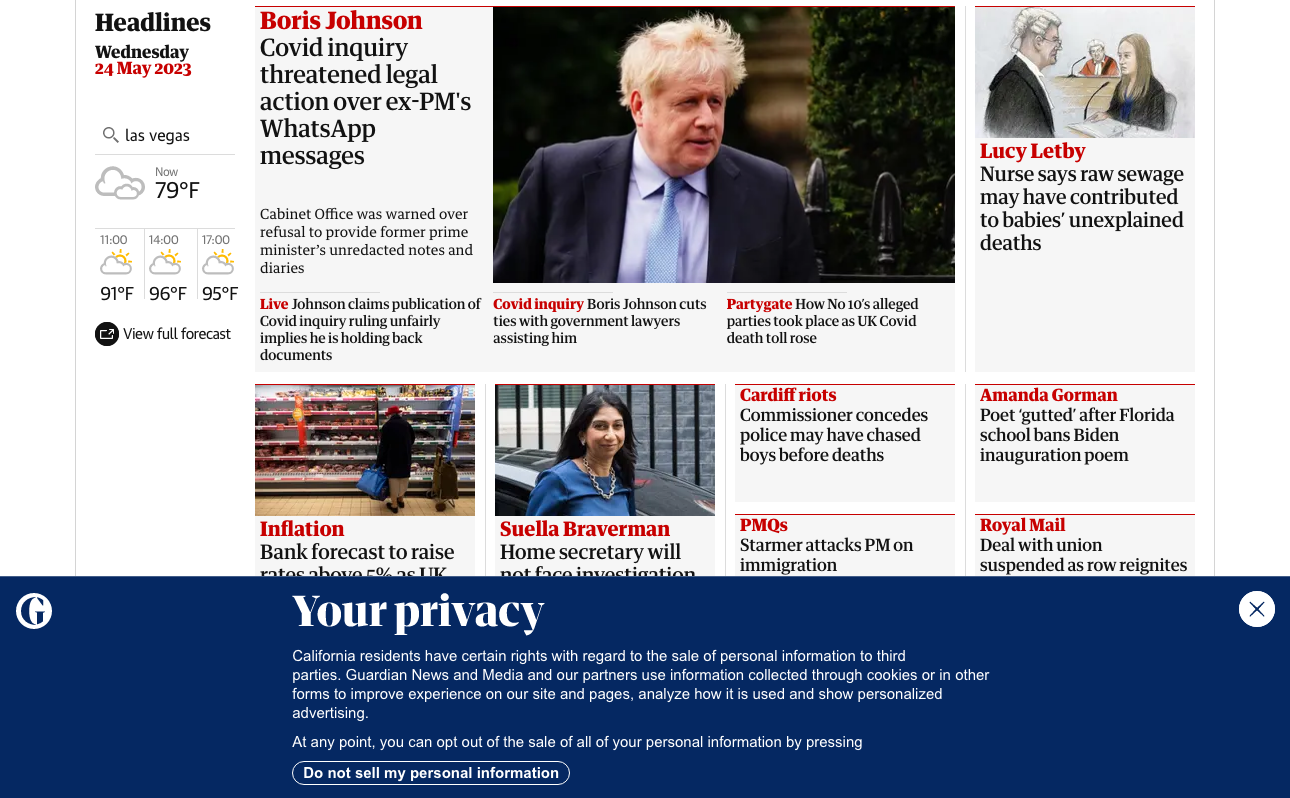 Headlines
Wednesday
24 May 2023
las vegas
Now
79°F
11:00
14:00
17:00
91°F
96°F
95°F
View full forecast
Boris Johnson
Covid inquiry
threatened legal
action over ex-PM's
WhatsApp
messages
Cabinet Office was warned over
refusal to provide former prime
minister’s unredacted notes and
diaries
Live Johnson claims publication of
Covid inquiry ruling unfairly
implies he is holding back
documents
Covid inquiry Boris Johnson cuts
ties with government lawyers
assisting him
Partygate How No 10’s alleged
parties took place as UK Covid
death toll rose
Lucy Letby
Nurse says raw sewage
may have contributed
to babies’ unexplained
deaths
Inflation
Bank forecast to raise
rates above 5% as UK
Suella Braverman
Home secretary will
not face investigation
Cardiff riots
Commissioner concedes
police may have chased
boys before deaths
PMQs
Starmer attacks PM on
immigration
Amanda Gorman
Poet ‘gutted’ after Florida
school bans Biden
inauguration poem
Royal Mail
Deal with union
suspended as row reignites
Your privacy
California residents have certain rights with regard to the sale of personal information to third
parties. Guardian News and Media and our partners use information collected through cookies or in other
forms to improve experience on our site and pages, analyze how it is used and show personalized
advertising.
At any point, you can opt out of the sale of all of your personal information by pressing
Do not sell my personal information